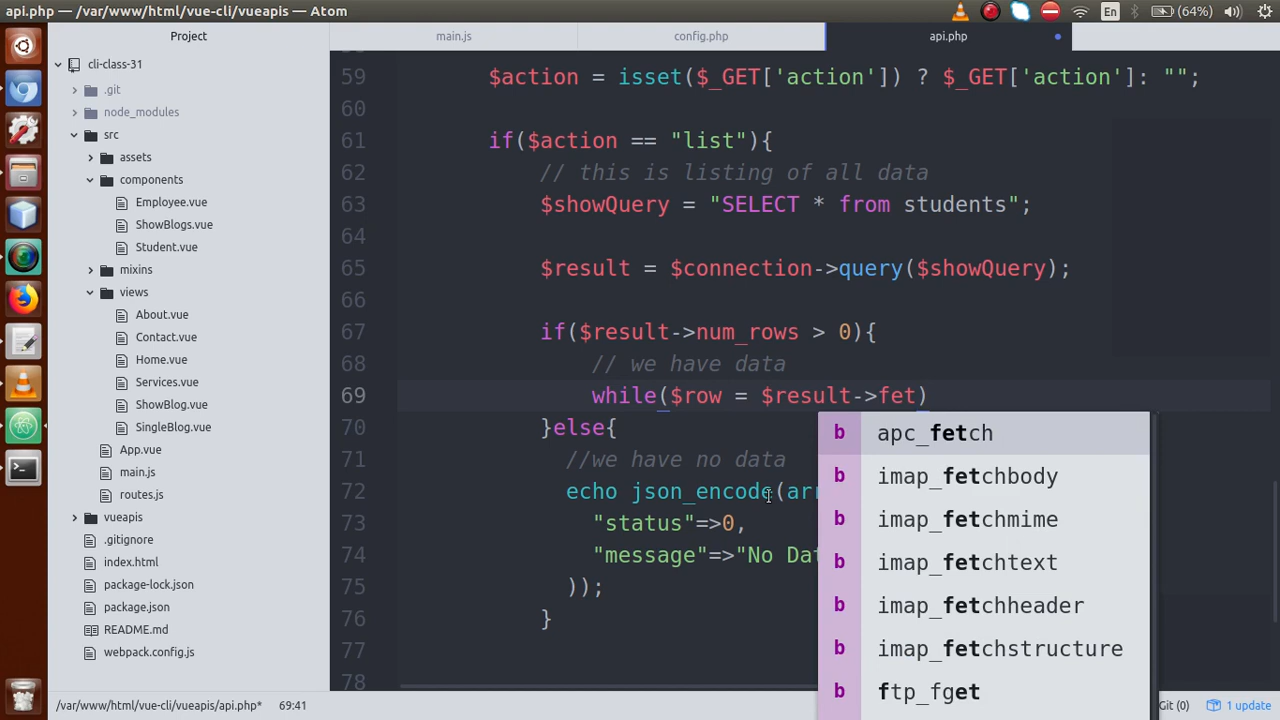 api.php — /var/www/html/vue-cli/vueapis — Atom
En
(64%)
Project
main.js
config.php
api.php
cli-class-31
.git
node_modules
src
assets
components
Employee.vue
ShowBlogs.vue
Student.vue
mixins
views
About.vue
Contact.vue
Home.vue
Services.vue
ShowBlog.vue
SingleBlog.vue
App.vue
main.js
routes.js
vueapis
.gitignore
index.html
package-lock.json
package.json
README.md
webpack.config.js
59 $action = isset($_GET['action']) ? $_GET['action']: "";
60
61 if($action == "list"){
62 // this is listing of all data
63 $showQuery = "SELECT * from students";
64
65 $result = $connection->query($showQuery);
66
67 if($result->num_rows > 0){
68 // we have data
69 while($row = $result->fet)
70 }else{
71 //we have no data
72 echo json_encode(arr
73 "status"=>0,
74 "message"=>"No Dat
75 ));
76 }
77
78
b apc_fetch
b imap_fetchbody
b imap_fetchmime
b imap_fetchtext
b imap_fetchheader
b imap_fetchstructure
b ftp_fget
/var/www/html/vue-cli/vueapis/api.php* 69:41
Git (0) 1 update